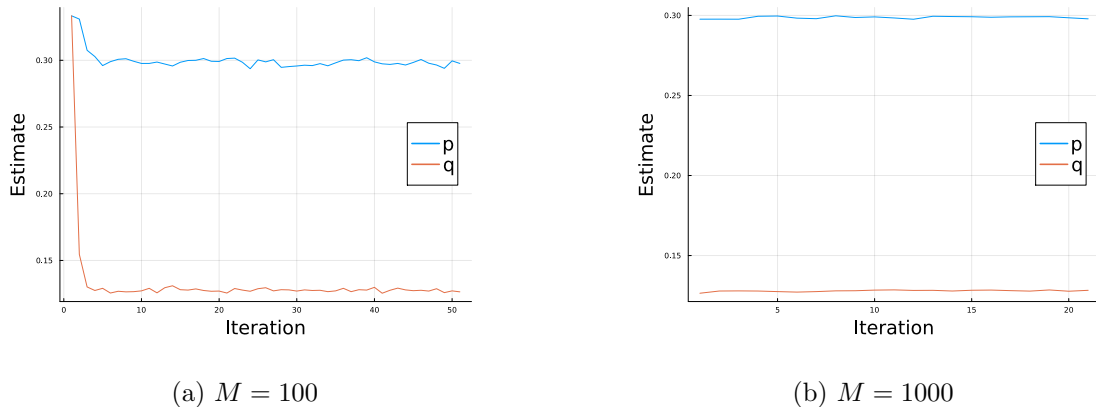 0.30
0.25
0.20
0.15
Estimate
p
q
0 10 20 30 40 50
Iteration
(a) M = 100
0.30
0.25
0.20
0.15
Estimate
p
q
5 10 15 20
Iteration
(b) M = 1000